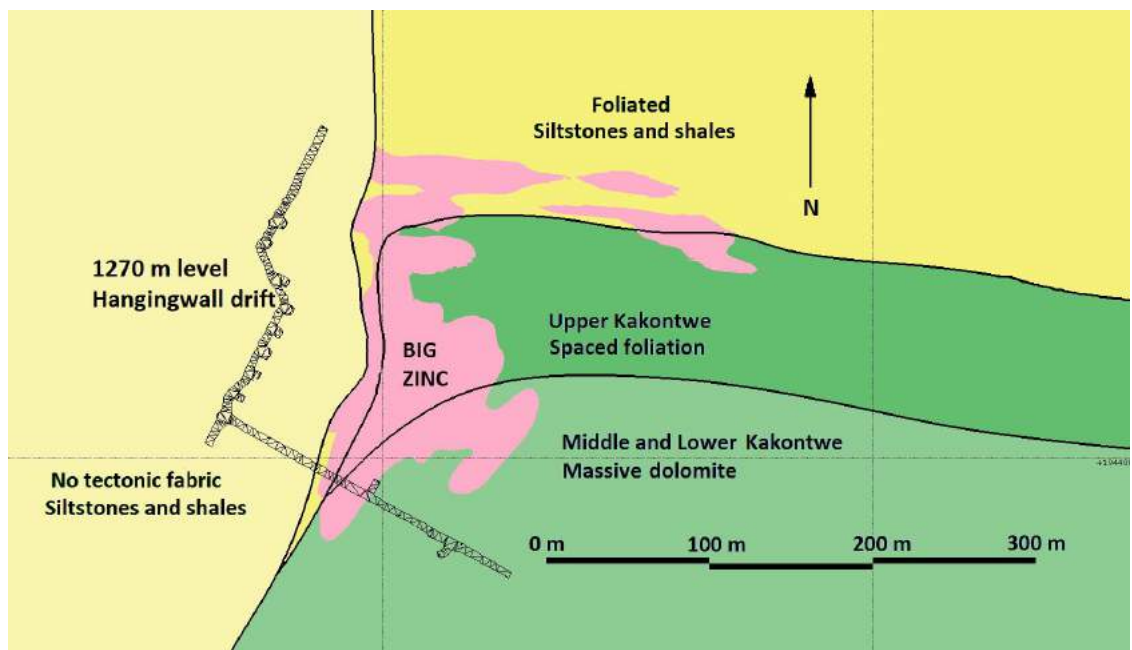 Foliated
Siltstones and shales
N
1270 m level
Hangingwall drift
Upper Kakontwe
Spaced foliation
BIG
ZINC
Middle and Lower Kakontwe
Massive dolomite
No tectonic fabric
Siltstones and shales
0 m
100 m
200 m
300 m